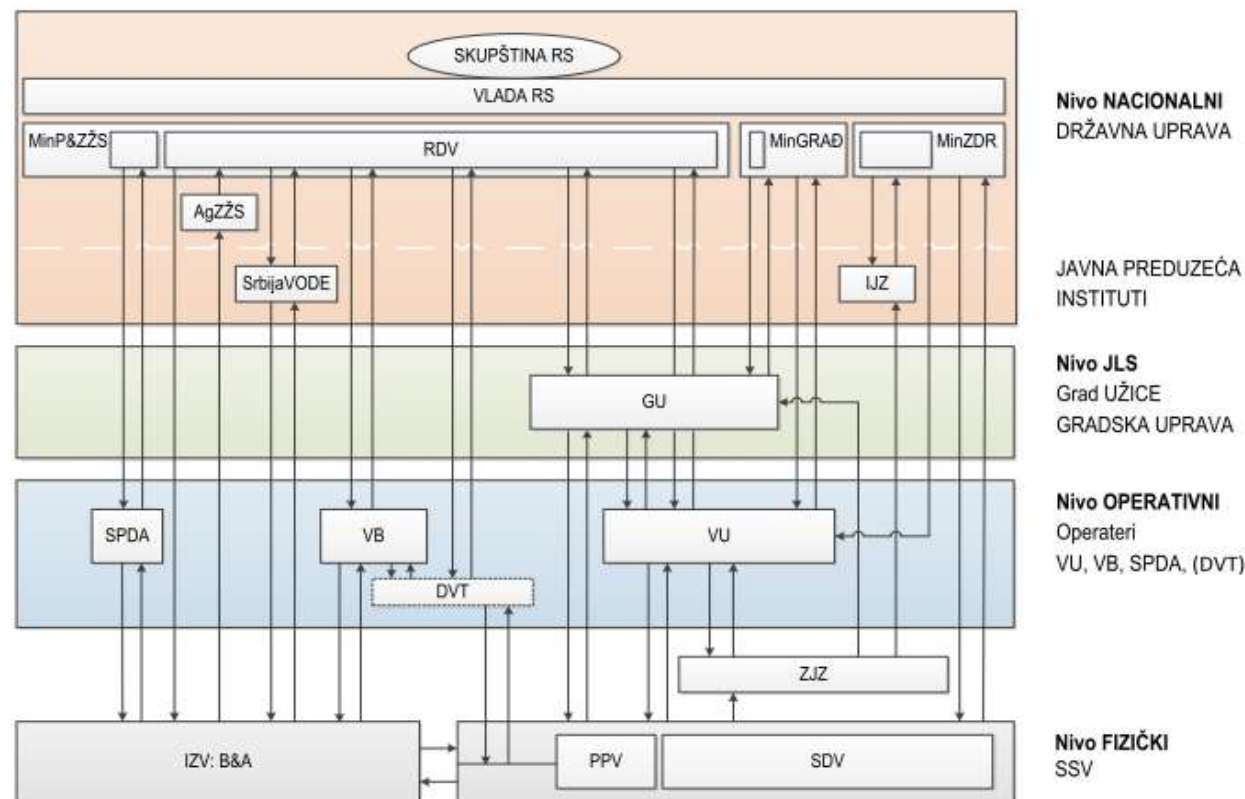 SKUPŠTINA RS
VLADA RS
Nivo NACIONALNI
DRŽAVNA UPRAVA
MinP&ZŽS
RDV
MinGRAĐ
MinZDR
AgZŽS
SrbijaVODE
IJZ
JAVNA PREDUZEĆA
INSTITUTI
GU
Nivo JLS
Grad UŽICE
GRADSKA UPRAVA
SPDA
VB
VU
DVT
Nivo OPERATIVNI
Operateri
VU, VB, SPDA, (DVT)
ZJZ
IZV: B&A
PPV
SDV
Nivo FIZIČKI
SSV